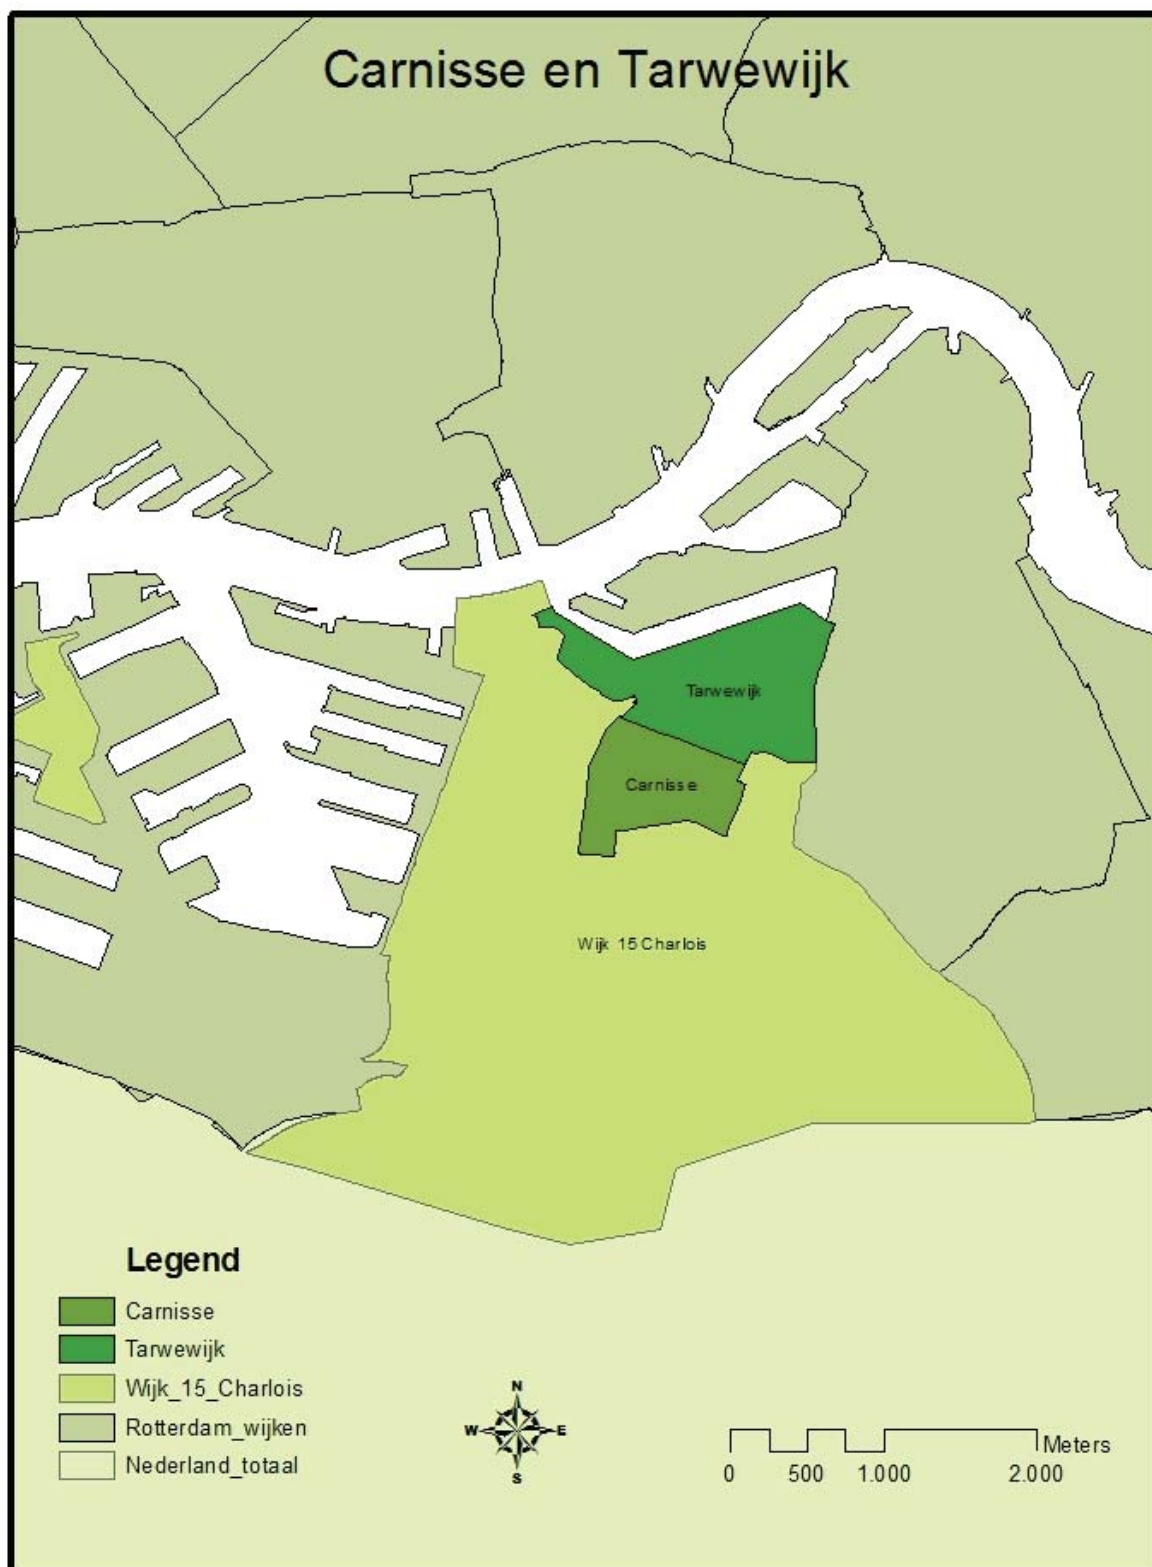 Carnisse en Tarwewijk
Tarwewijk
Carnisse
Wijk 15 Charlois
Legend
Carnisse
Tarwewijk
Wijk_15_Charlois
Rotterdam_wijken
Nederland_totaal
N
W E
S
Meters
0 500 1.000 2.000